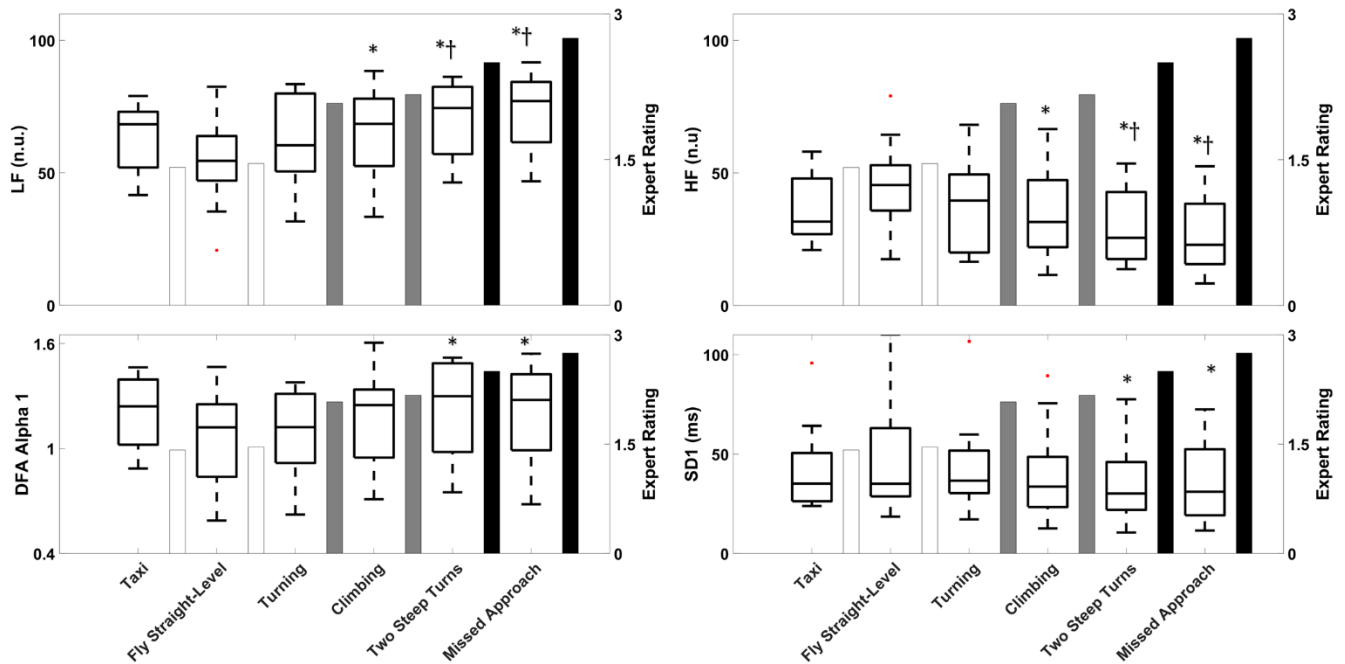 LF (n.u.)
100
50
0
*
*†
*†
3
1.5
0
Expert Rating
HF (n.u)
100
50
0
*
*†
*†
3
1.5
0
Expert Rating
DFA Alpha 1
1.6
1
0.4
*
*
3
1.5
0
Expert Rating
Taxi
Fly Straight-Level
Turning
Climbing
Two Steep Turns
Missed Approach
SD1 (ms)
100
50
0
*
*
3
1.5
0
Expert Rating
Taxi
Fly Straight-Level
Turning
Climbing
Two Steep Turns
Missed Approach